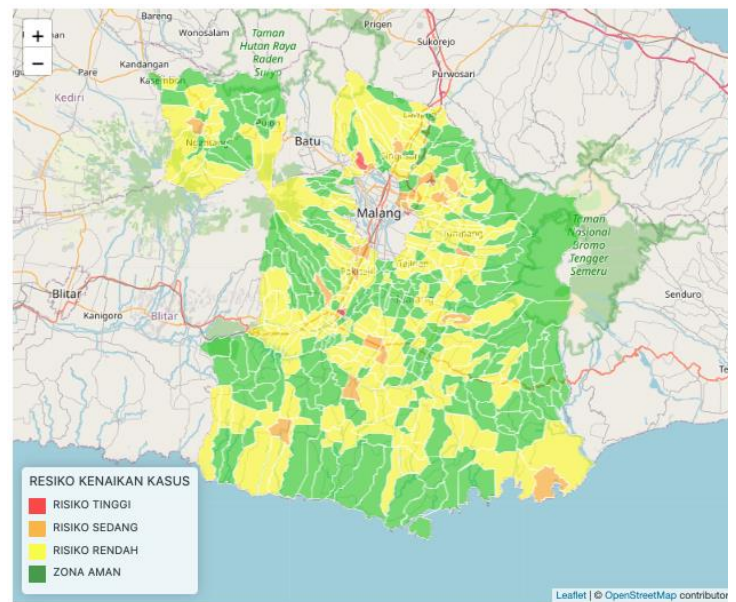 Bareng
Taman
Hutan Raya
Raden
Prigen
Wonosalam
Sukorejo
+
−
Kandangan
Pare
Purwosari
Kediri
Batu
Malang
Taman
Nasional
Bromo
Tengger
Semeru
Blitar
Kanigoro
Blitar
Senduro
RESIKO KENAIKAN KASUS
RISIKO TINGGI
RISIKO SEDANG
RISIKO RENDAH
ZONA AMAN
Leaflet | © OpenStreetMap contributor